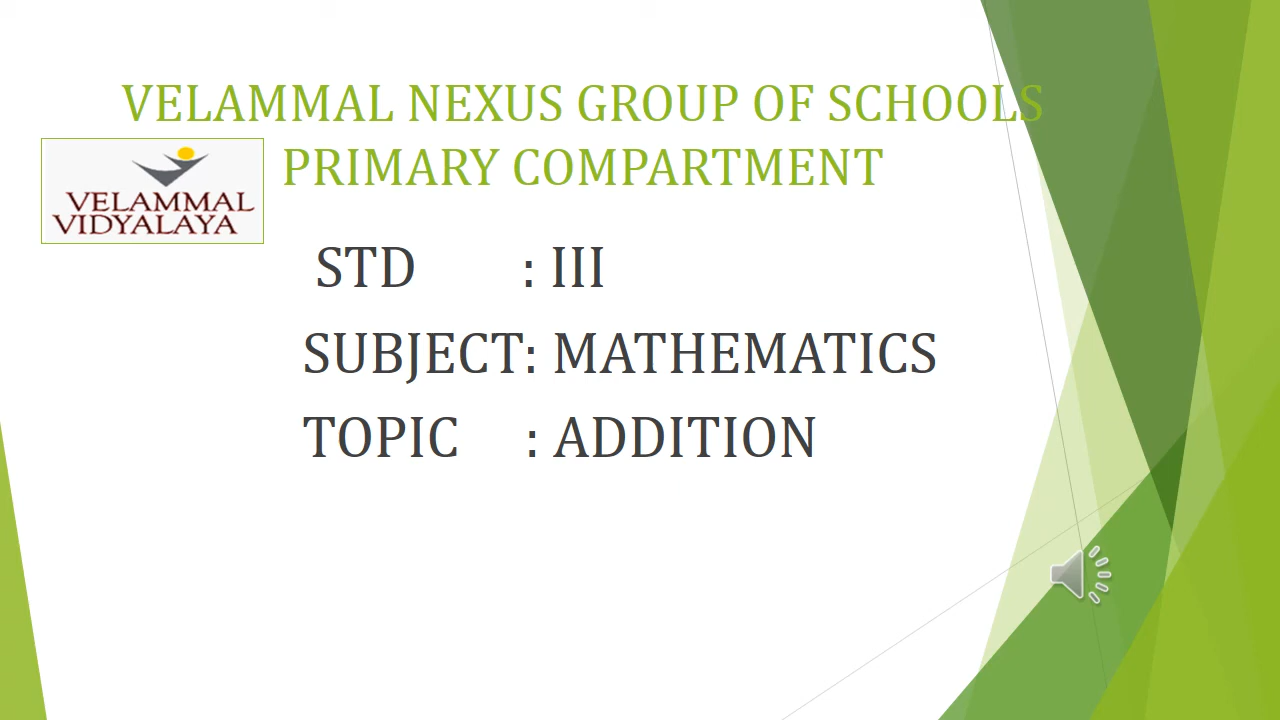 VELAMMAL NEXUS GROUP OF SCHOOLS
PRIMARY COMPARTMENT
VELAMMAL
VIDYALAYA
STD : III
SUBJECT: MATHEMATICS
TOPIC : ADDITION